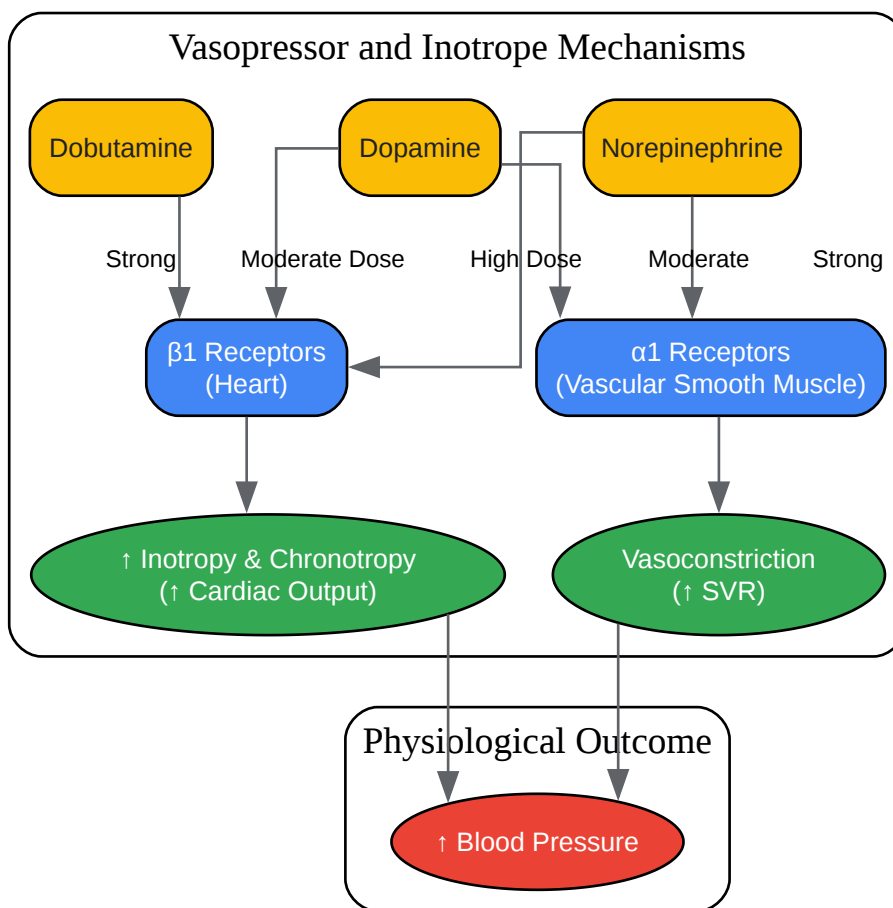 Vasopressor and Inotrope Mechanisms
Dobutamine
Dopamine
Norepinephrine
Strong
Moderate Dose
High Dose
Moderate
Strong
β1 Receptors
(Heart)
α1 Receptors
(Vascular Smooth Muscle)
↑ Inotropy & Chronotropy
(↑ Cardiac Output)
Vasoconstriction
(↑ SVR)
Physiological Outcome
↑ Blood Pressure